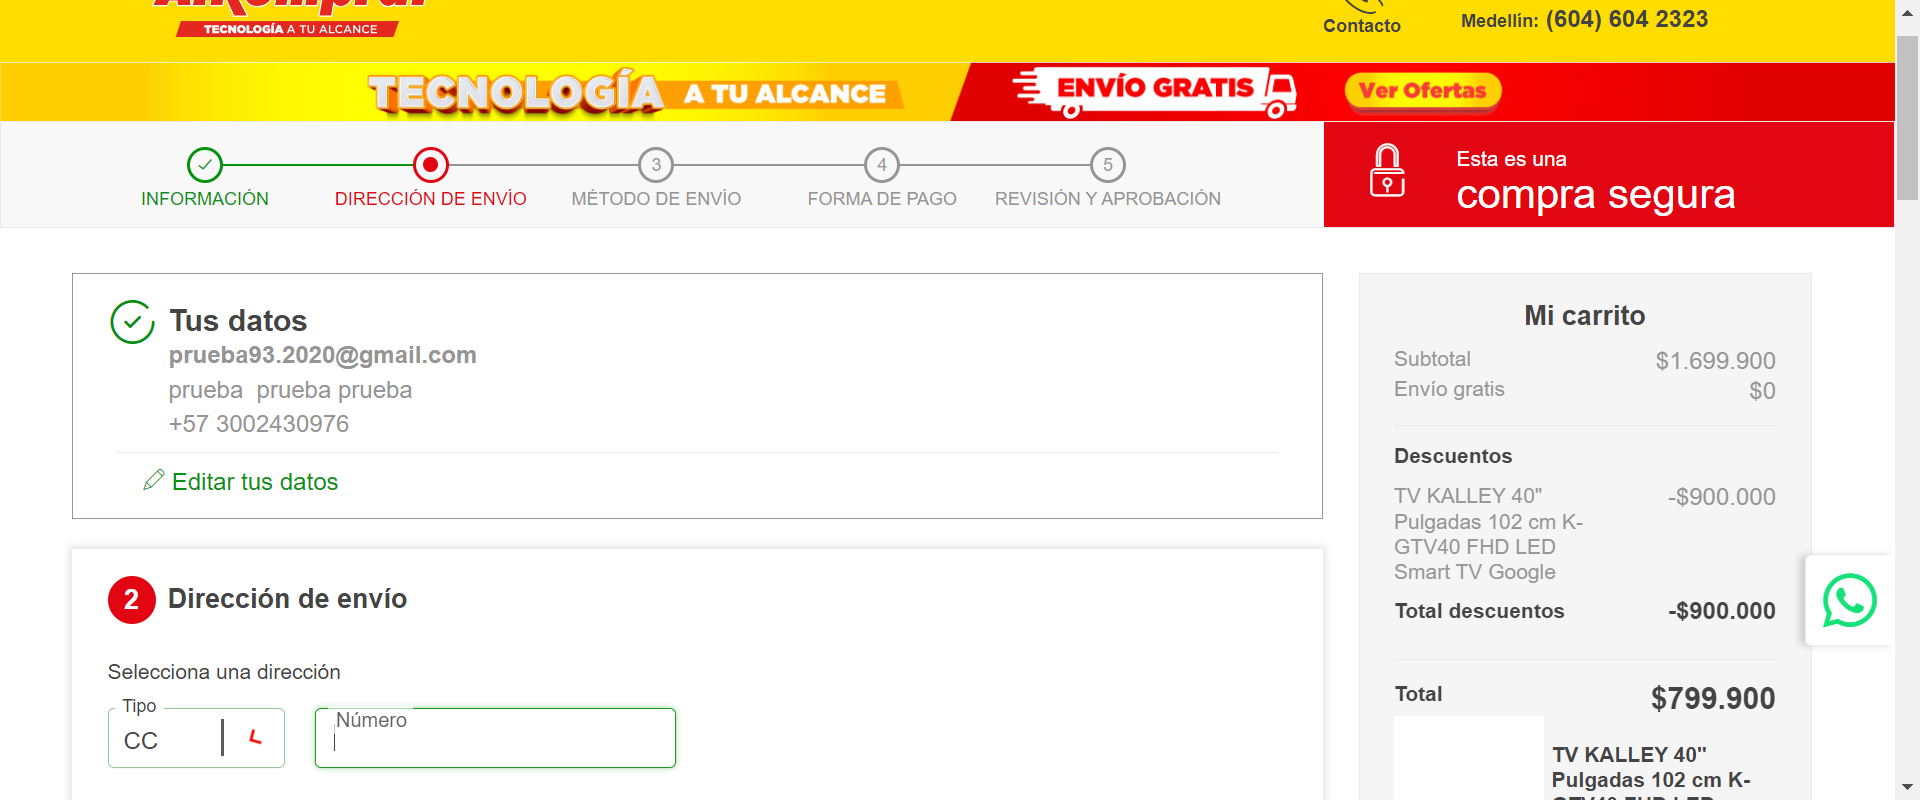 Alkomprar
TECNOLOGÍA A TU ALCANCE
Contacto
Medellín: (604) 604 2323
TECNOLOGÍA A TU ALCANCE
ENVÍO GRATIS
Ver Ofertas
3
4
5
INFORMACIÓN
DIRECCIÓN DE ENVÍO
MÉTODO DE ENVÍO
FORMA DE PAGO
REVISIÓN Y APROBACIÓN
Esta es una
compra segura
Tus datos
prueba93.2020@gmail.com
prueba prueba prueba
+57 3002430976
Editar tus datos
2 Dirección de envío
Selecciona una dirección
Tipo
CC
Número
Mi carrito
Subtotal $1.699.900
Envío gratis $0
Descuentos
TV KALLEY 40" -$900.000
Pulgadas 102 cm K-
GTV40 FHD LED
Smart TV Google
Total descuentos -$900.000
Total $799.900
TV KALLEY 40"
Pulgadas 102 cm K-
GTV40 FHD LED